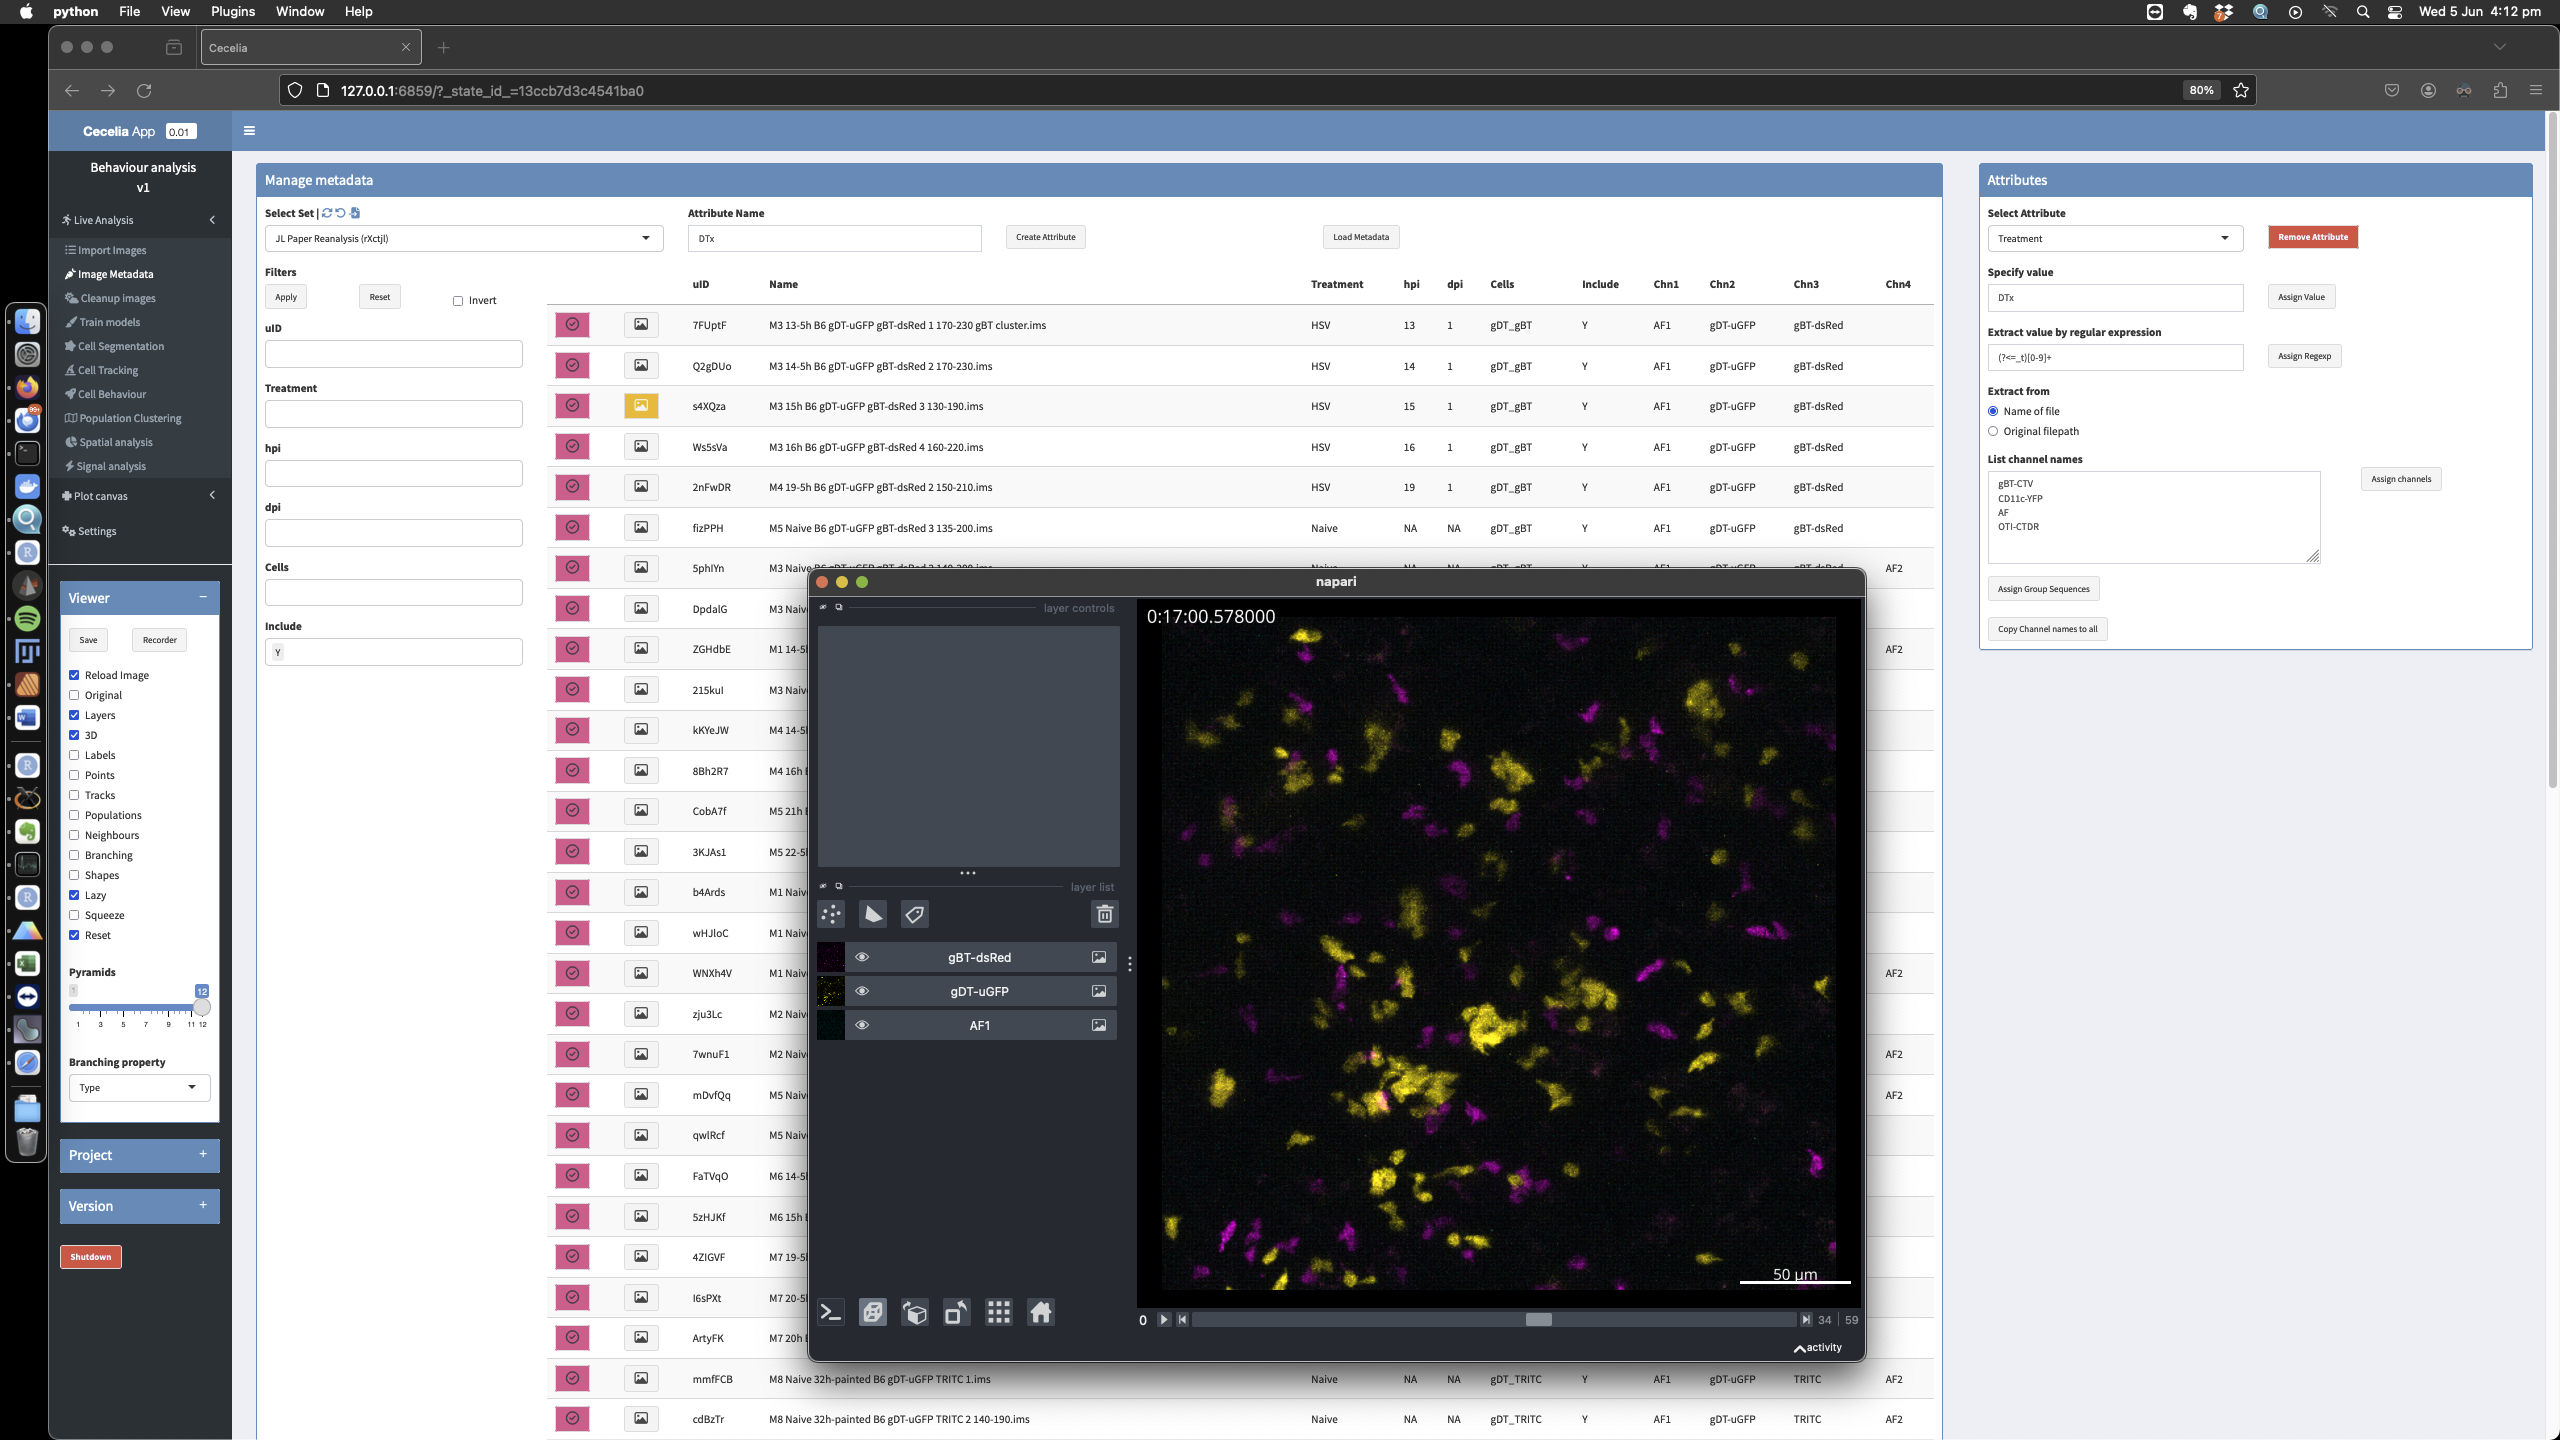 python File View Plugins Window Help
Wed 5 Jun 4:12 pm
Cecelia
127.0.0.1:6859/?_state_id_=13ccb7d3c4541ba0
80%
Cecelia App 0.01
Behaviour analysis
v1
Live Analysis
Import Images
Image Metadata
Cleanup images
Train models
Cell Segmentation
Cell Tracking
Cell Behaviour
Population Clustering
Spatial analysis
Signal analysis
Plot canvas
Settings
Viewer
Save Recorder
Reload Image
Original
Layers
3D
Labels
Points
Tracks
Populations
Neighbours
Branching
Shapes
Lazy
Squeeze
Reset
Pyramids
1 12
1 3 5 7 9 11 12
Branching property
Type
Project
Version
Shutdown
Manage metadata
Select Set |
JL Paper Reanalysis (rXctjl)
Attribute Name
DTx
Create Attribute
Load Metadata
Filters
Apply Reset Invert
uID
Treatment
hpi
dpi
Cells
Include
Y
uID Name Treatment hpi dpi Cells Include Chn1 Chn2 Chn3 Chn4
7FUptF M3 13-5h B6 gDT-uGFP gBT-dsRed 1 170-230 gBT cluster.ims HSV 13 1 gDT_gBT Y AF1 gDT-uGFP gBT-dsRed
Q2gDUo M3 14-5h B6 gDT-uGFP gBT-dsRed 2 170-230.ims HSV 14 1 gDT_gBT Y AF1 gDT-uGFP gBT-dsRed
s4XQza M3 15h B6 gDT-uGFP gBT-dsRed 3 130-190.ims HSV 15 1 gDT_gBT Y AF1 gDT-uGFP gBT-dsRed
Ws5sVa M3 16h B6 gDT-uGFP gBT-dsRed 4 160-220.ims HSV 16 1 gDT_gBT Y AF1 gDT-uGFP gBT-dsRed
2nFwDR M4 19-5h B6 gDT-uGFP gBT-dsRed 2 150-210.ims HSV 19 1 gDT_gBT Y AF1 gDT-uGFP gBT-dsRed
fizPPH M5 Naive B6 gDT-uGFP gBT-dsRed 3 135-200.ims Naive NA NA gDT_gBT Y AF1 gDT-uGFP gBT-dsRed
5phIYn M3 Naive AF2
DpdalG M3 Naiv
ZGHdbE M1 14-5l AF2
215kuI M3 Naiv
kKYeJW M4 14-5l
8Bh2R7 M4 16h
CobA7f M5 21h
3KJAs1 M5 22-5
b4Ards M1 Naiv
wHJloC M1 Naiv
WNXh4V M1 Naiv AF2
zju3Lc M2 Naiv
7wnuF1 M2 Naiv AF2
mDvfQq M5 Naiv AF2
qwlRcf M5 Naiv
FaTVqO M6 14-5l
5zHJKf M6 15h
4ZIGVF M7 19-5l
I6sPXt M7 20-5l
ArtyFK M7 20h
mmfFCB M8 Naive 32h-painted B6 gDT-uGFP TRITC 1.ims Naive NA NA gDT_TRITC Y AF1 gDT-uGFP TRITC AF2
cdBzTr M8 Naive 32h-painted B6 gDT-uGFP TRITC 2 140-190.ims Naive NA NA gDT_TRITC Y AF1 gDT-uGFP TRITC AF2
napari
layer controls
layer list
gBT-dsRed
gDT-uGFP
AF1
0:17:00.578000
50 µm
0 34 59
activity
Attributes
Select Attribute
Treatment
Remove Attribute
Specify value
DTx
Assign Value
Extract value by regular expression
(?<=_t)[0-9]+
Assign Regexp
Extract from
Name of file
Original filepath
List channel names
gBT-CTV
CD11c-YFP
AF
OTI-CTDR
Assign channels
Assign Group Sequences
Copy Channel names to all